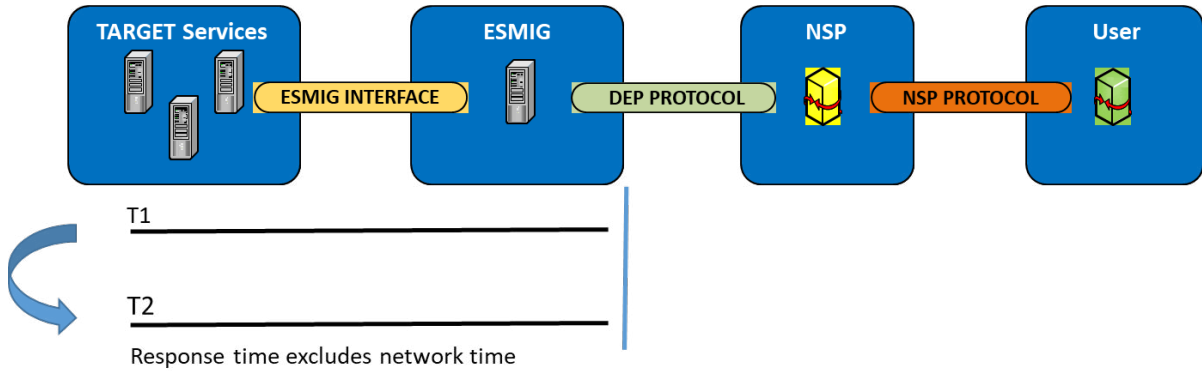 TARGET Services
ESMIG
NSP
User
ESMIG INTERFACE
DEP PROTOCOL
NSP PROTOCOL
T1
T2
Response time excludes network time